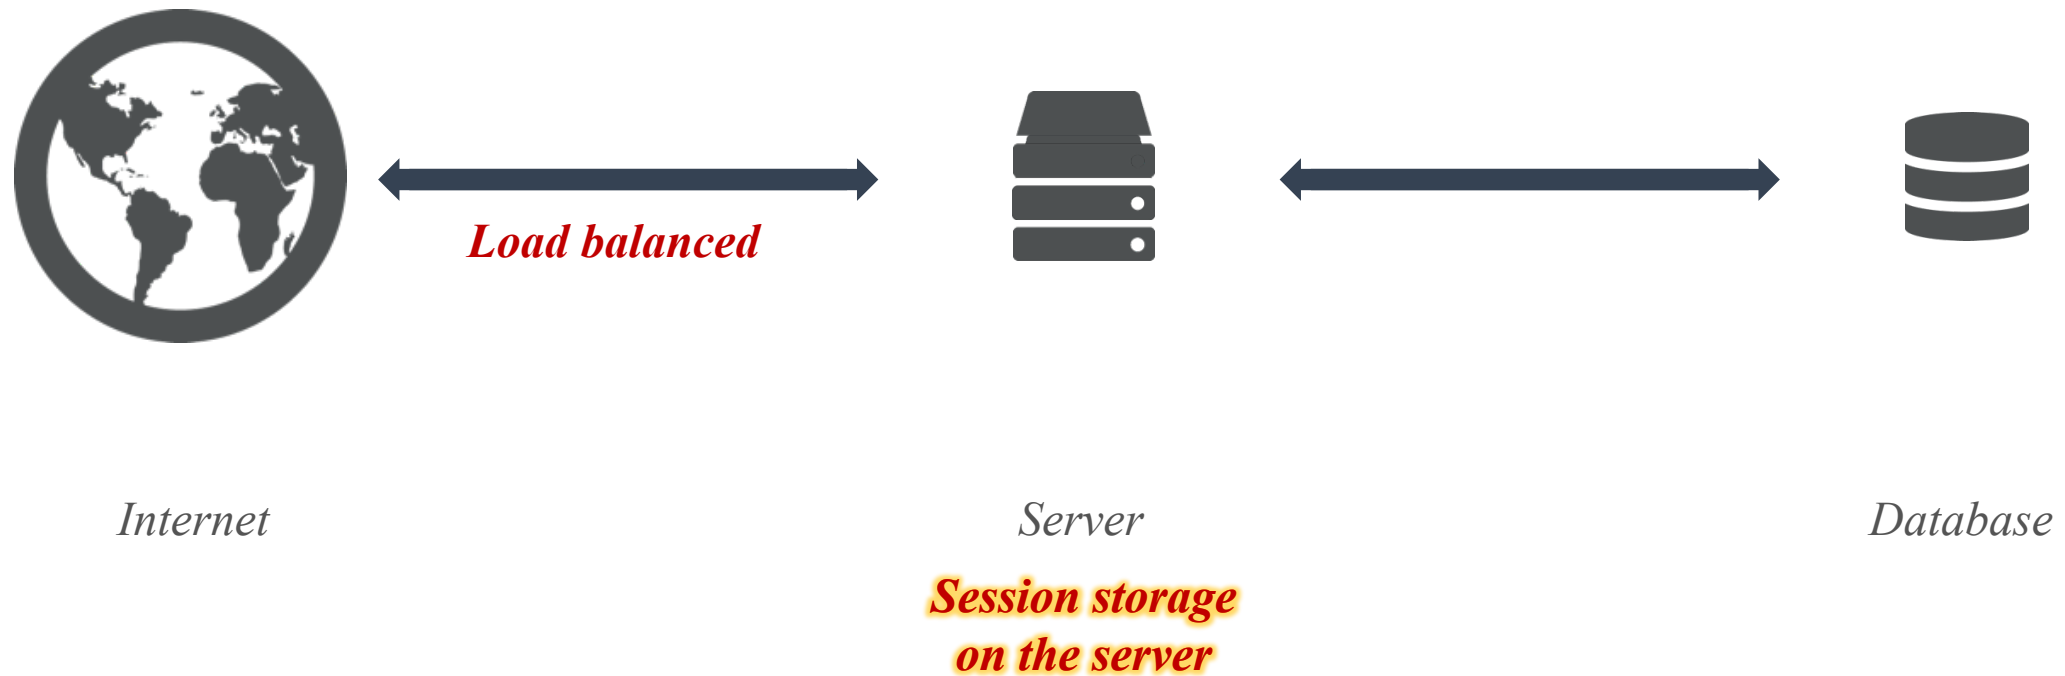 Load balanced
Internet
Server
Database
Session storage
on the server